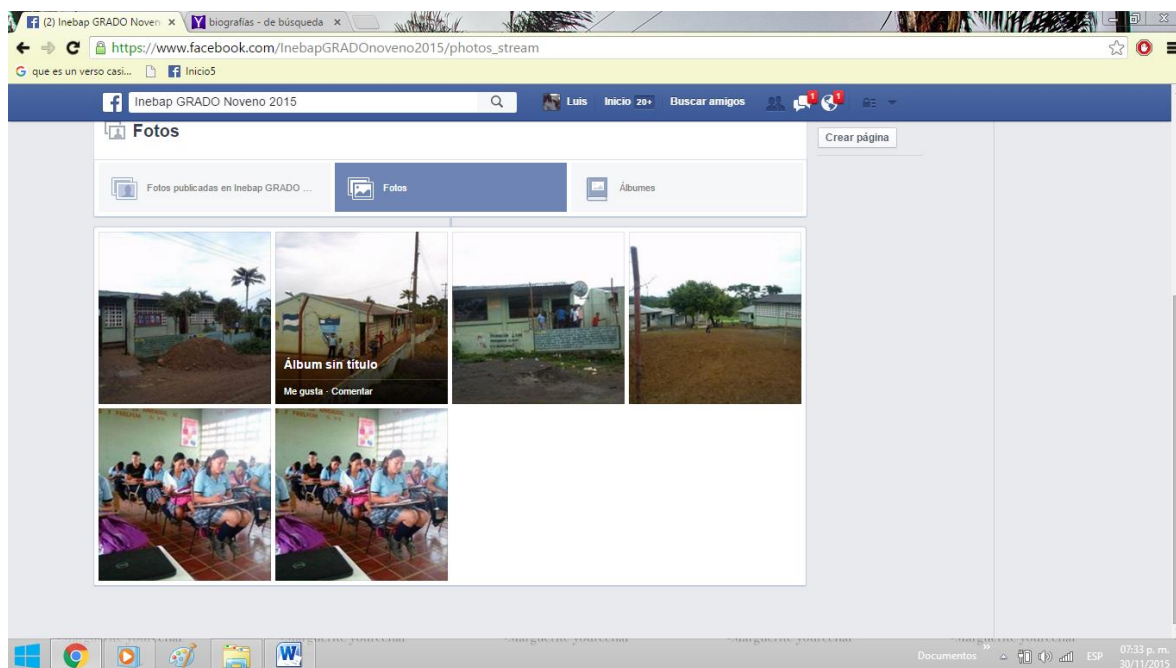 (2) Inebap GRADO Noven
biografías - de búsqueda
https://www.facebook.com/InebapGRADOnoveno2015/photos_stream
que es un verso casi...
Inicio5
Inebap GRADO Noveno 2015
Luis Inicio 20+ Buscar amigos 1 1
Fotos
Crear página
Fotos publicadas en Inebap GRADO ...
Fotos
Álbumes
Álbum sin título
Me gusta · Comentar
Documentos
ESP
07:33 p. m.
30/11/2015